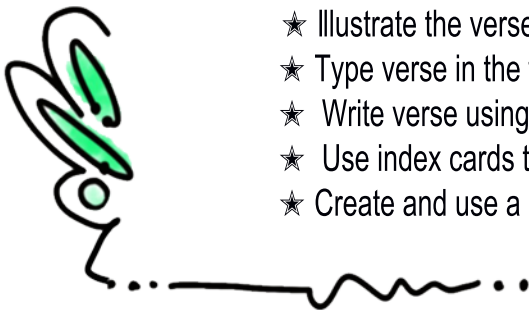 ✯ Illustrate the verse
✯ Type verse in the
✯ Write verse using
✯ Use index cards t
✯ Create and use a